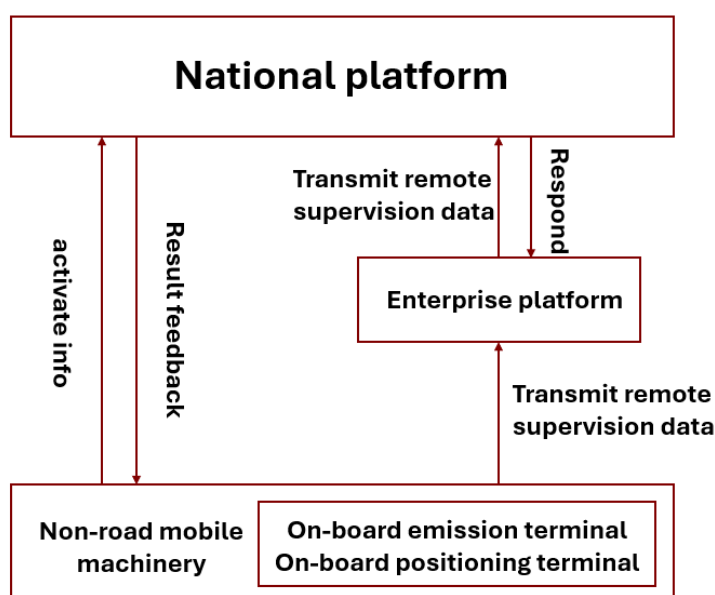 National platform
activate info
Result feedback
Transmit remote
supervision data
Respond
Enterprise platform
Transmit remote
supervision data
Non-road mobile
machinery
On-board emission terminal
On-board positioning terminal